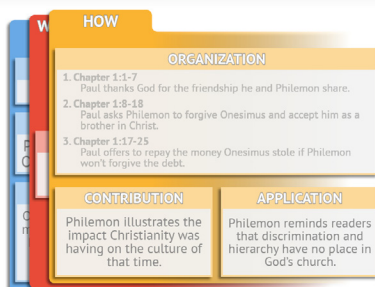 HOW
W
ORGANIZATION
1. Chapter 1:1-7
Paul thanks God for the friendship he and Philemon share.
2. Chapter 1:8-18
Paul asks Philemon to forgive Onesimus and accept him as a
brother in Christ.
3. Chapter 1:17-25
Paul offers to repay the money Onesimus stole if Philemon
won't forgive the debt.
CONTRIBUTION
Philemon illustrates the
impact Christianity was
having on the culture of
that time.
APPLICATION
Philemon reminds readers
that discrimination and
hierarchy have no place in
God's church.